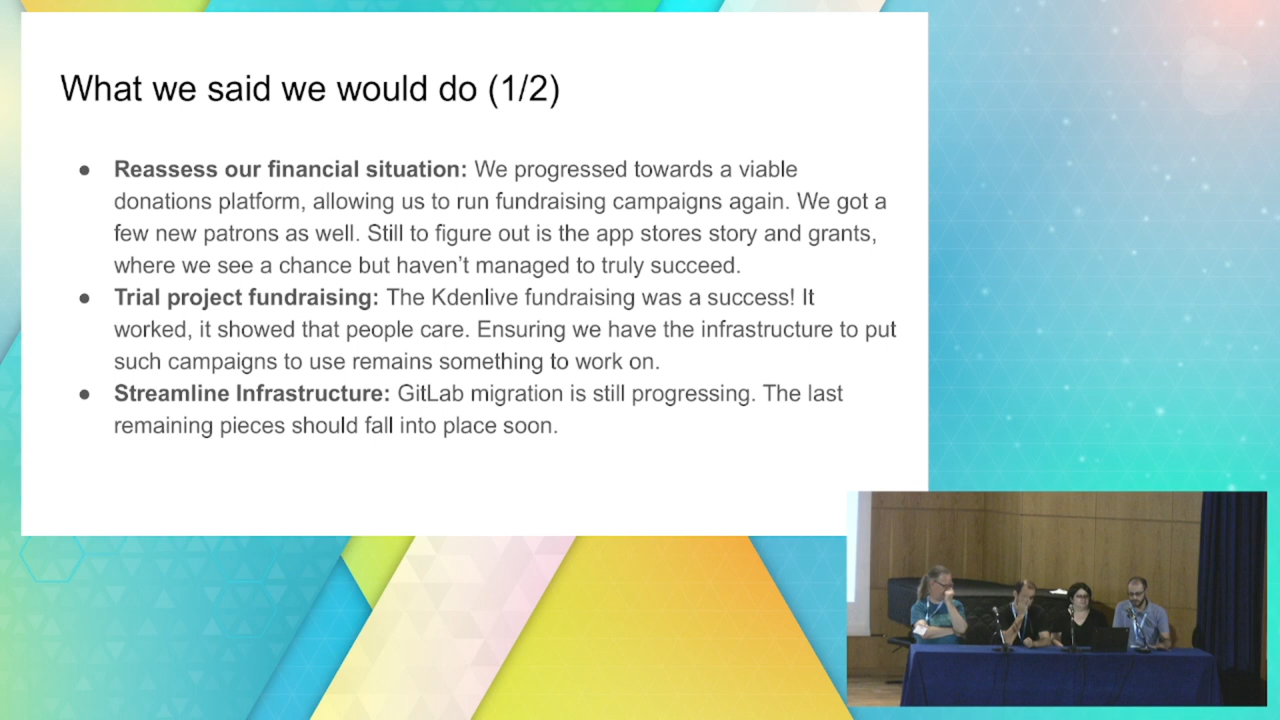 What we said we would do (1/2)
● Reassess our financial situation: We progressed towards a viable
donations platform, allowing us to run fundraising campaigns again. We got a
few new patrons as well. Still to figure out is the app stores story and grants,
where we see a chance but haven’t managed to truly succeed.
● Trial project fundraising: The Kdenlive fundraising was a success! It
worked, it showed that people care. Ensuring we have the infrastructure to put
such campaigns to use remains something to work on.
● Streamline Infrastructure: GitLab migration is still progressing. The last
remaining pieces should fall into place soon.